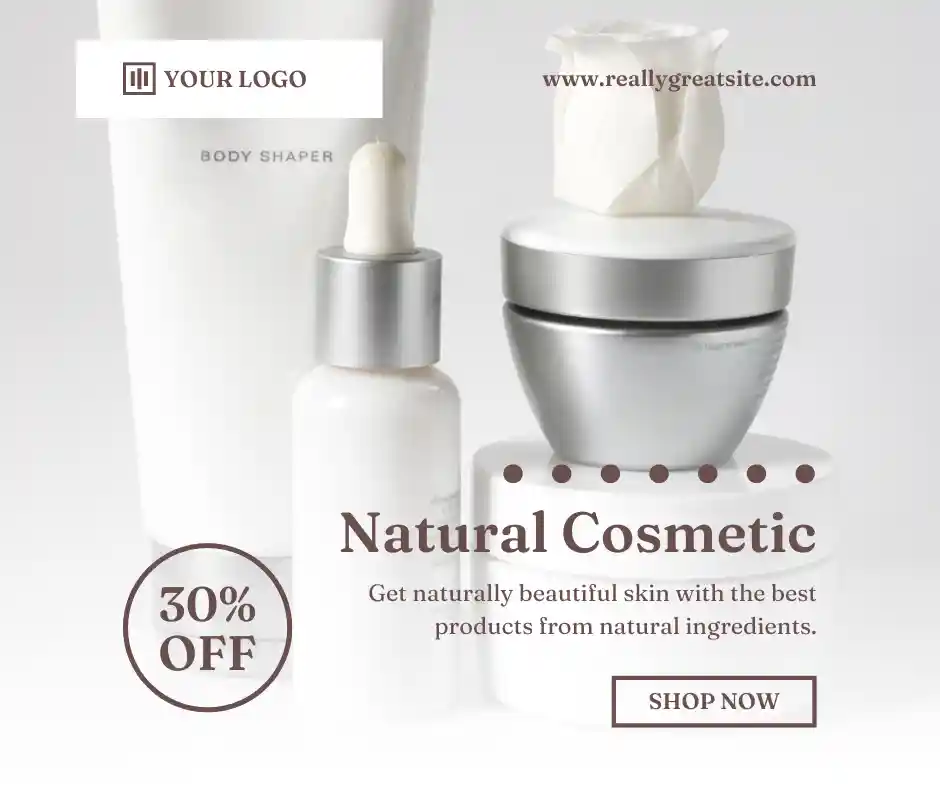 YOUR LOGO
www.reallygreatsite.com
BODY SHAPER
Natural Cosmetic
Get naturally beautiful skin with the best
products from natural ingredients.
30%
OFF
SHOP NOW